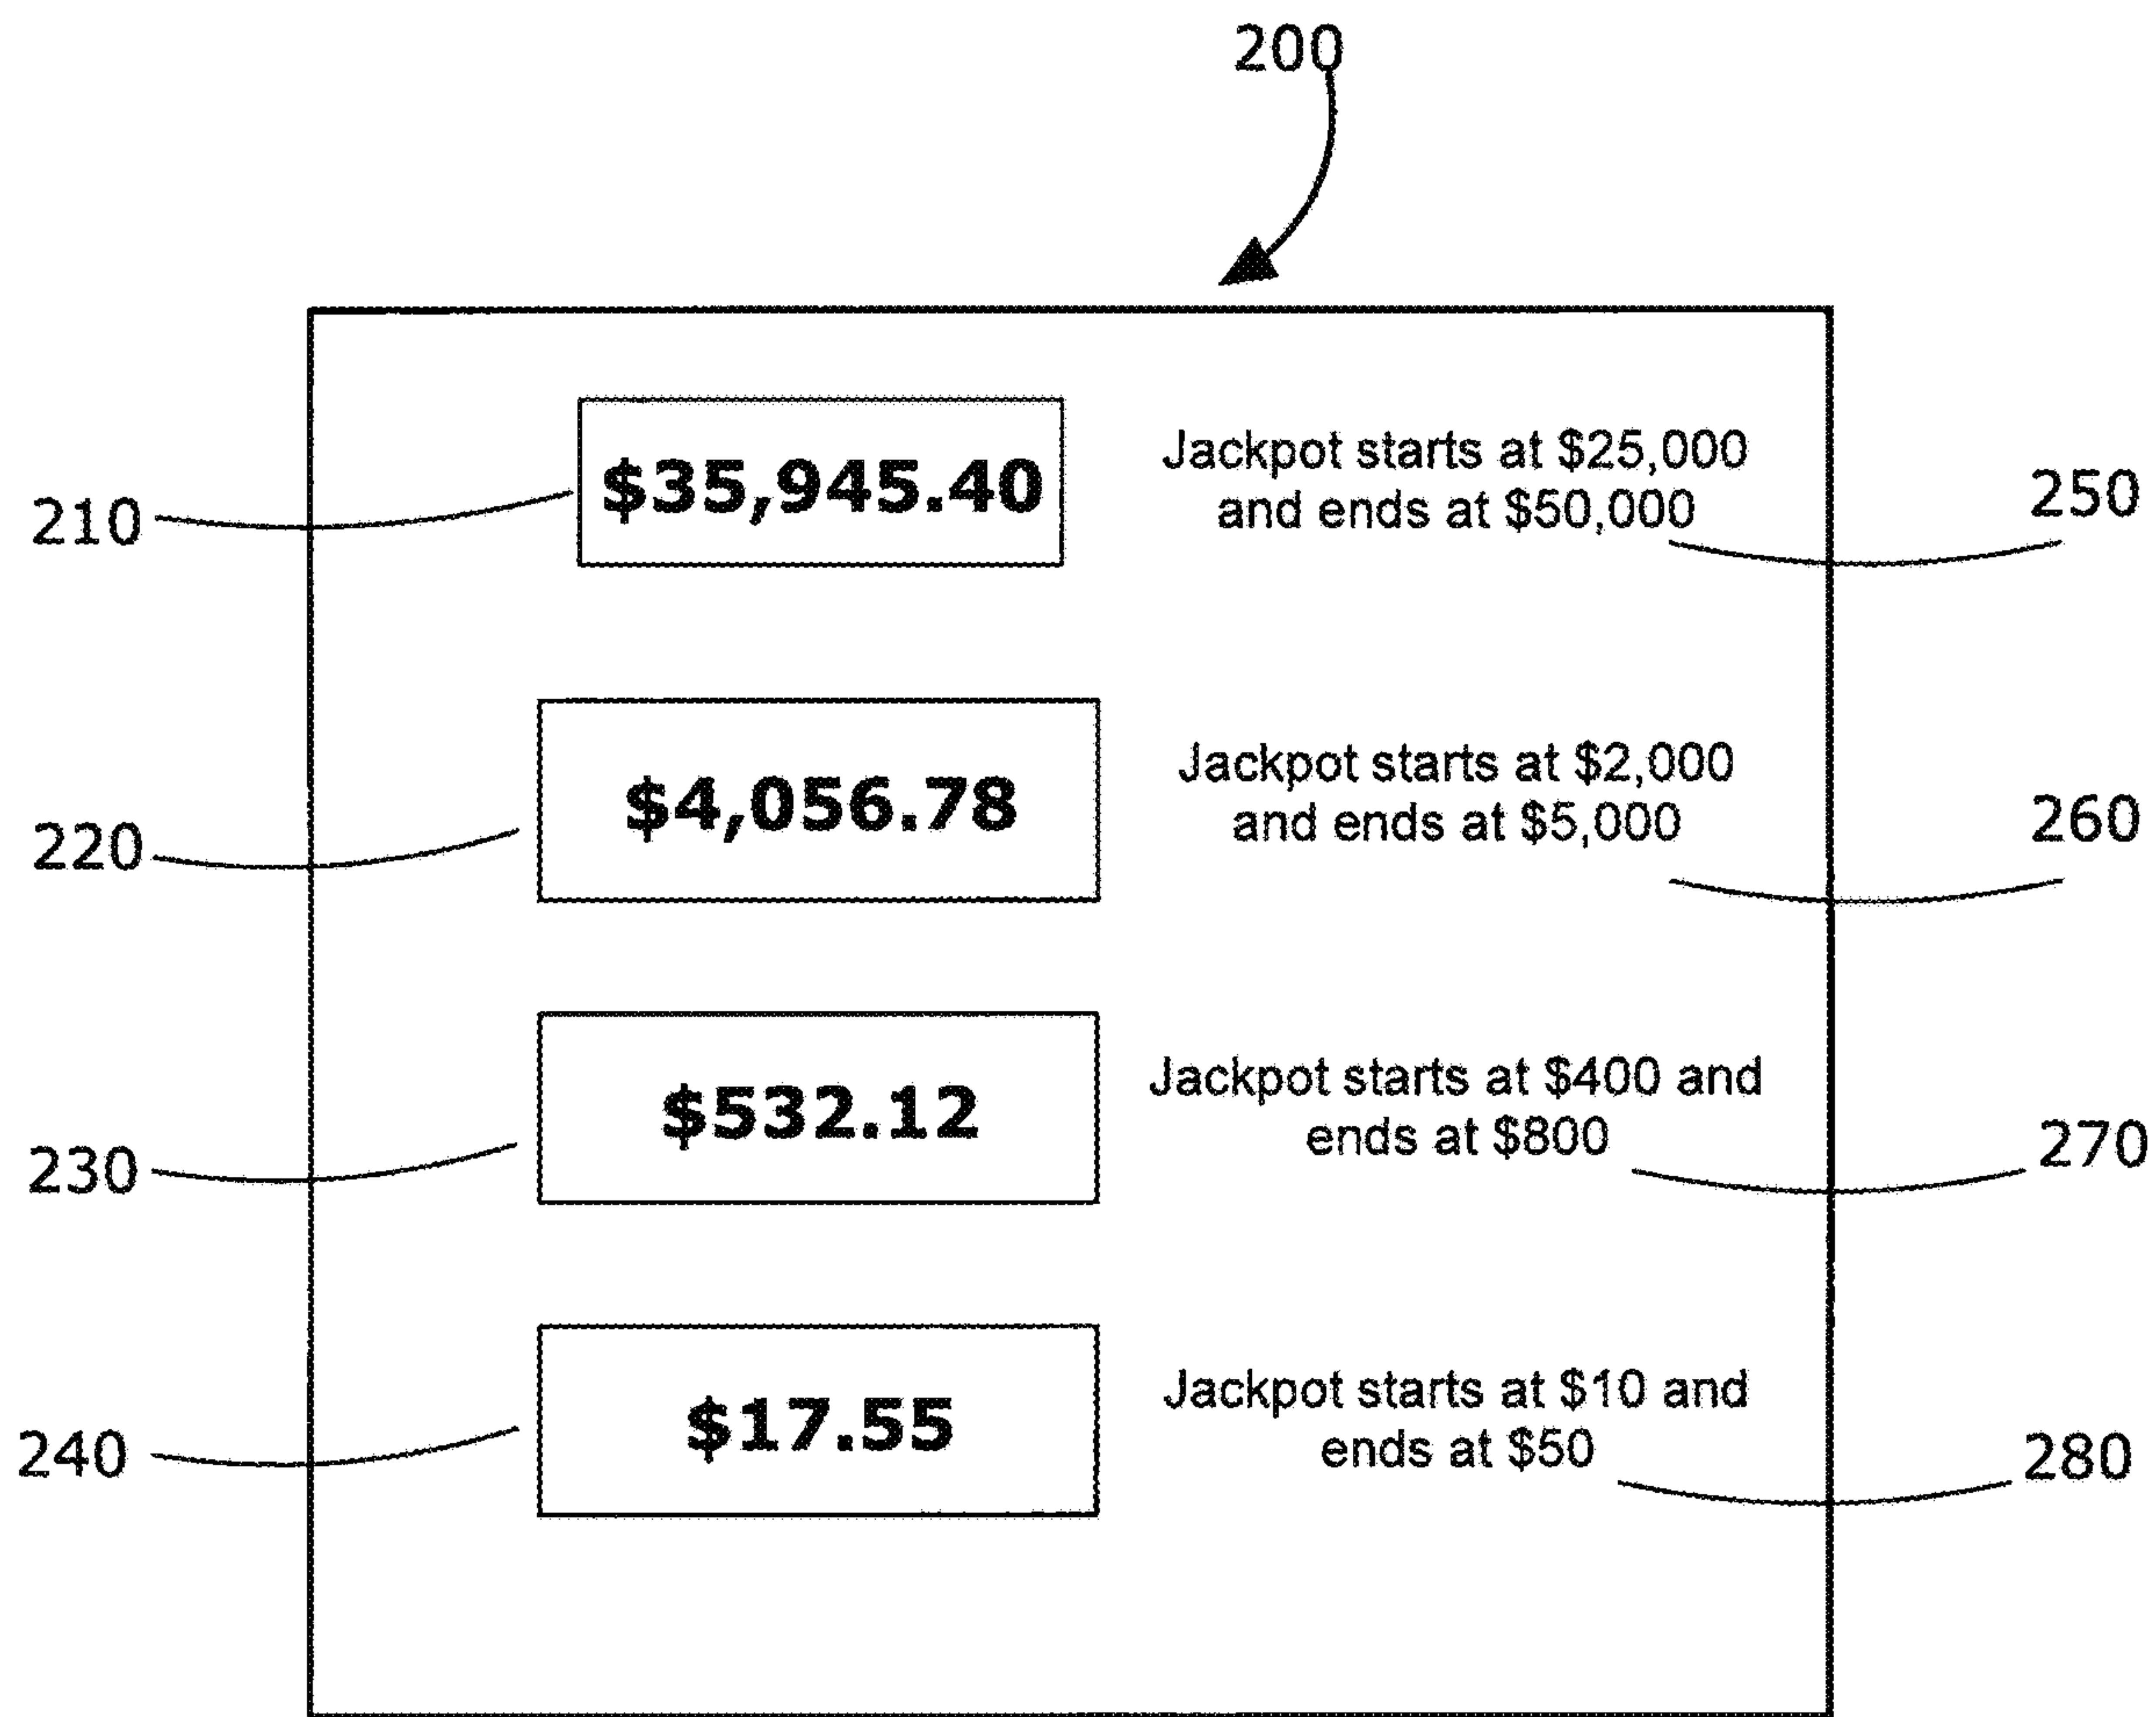 200
Jackpot starts at $25,000
$35,945.40
and ends at $50,000
210
250
Jackpot starts at $2,000
$4,056.78
and ends at $5,000
220
260
Jackpot starts at $400 and
$532.12
ends at $800
230
270
Jackpot starts at $10 and
$17.55
ends at $50
240
280